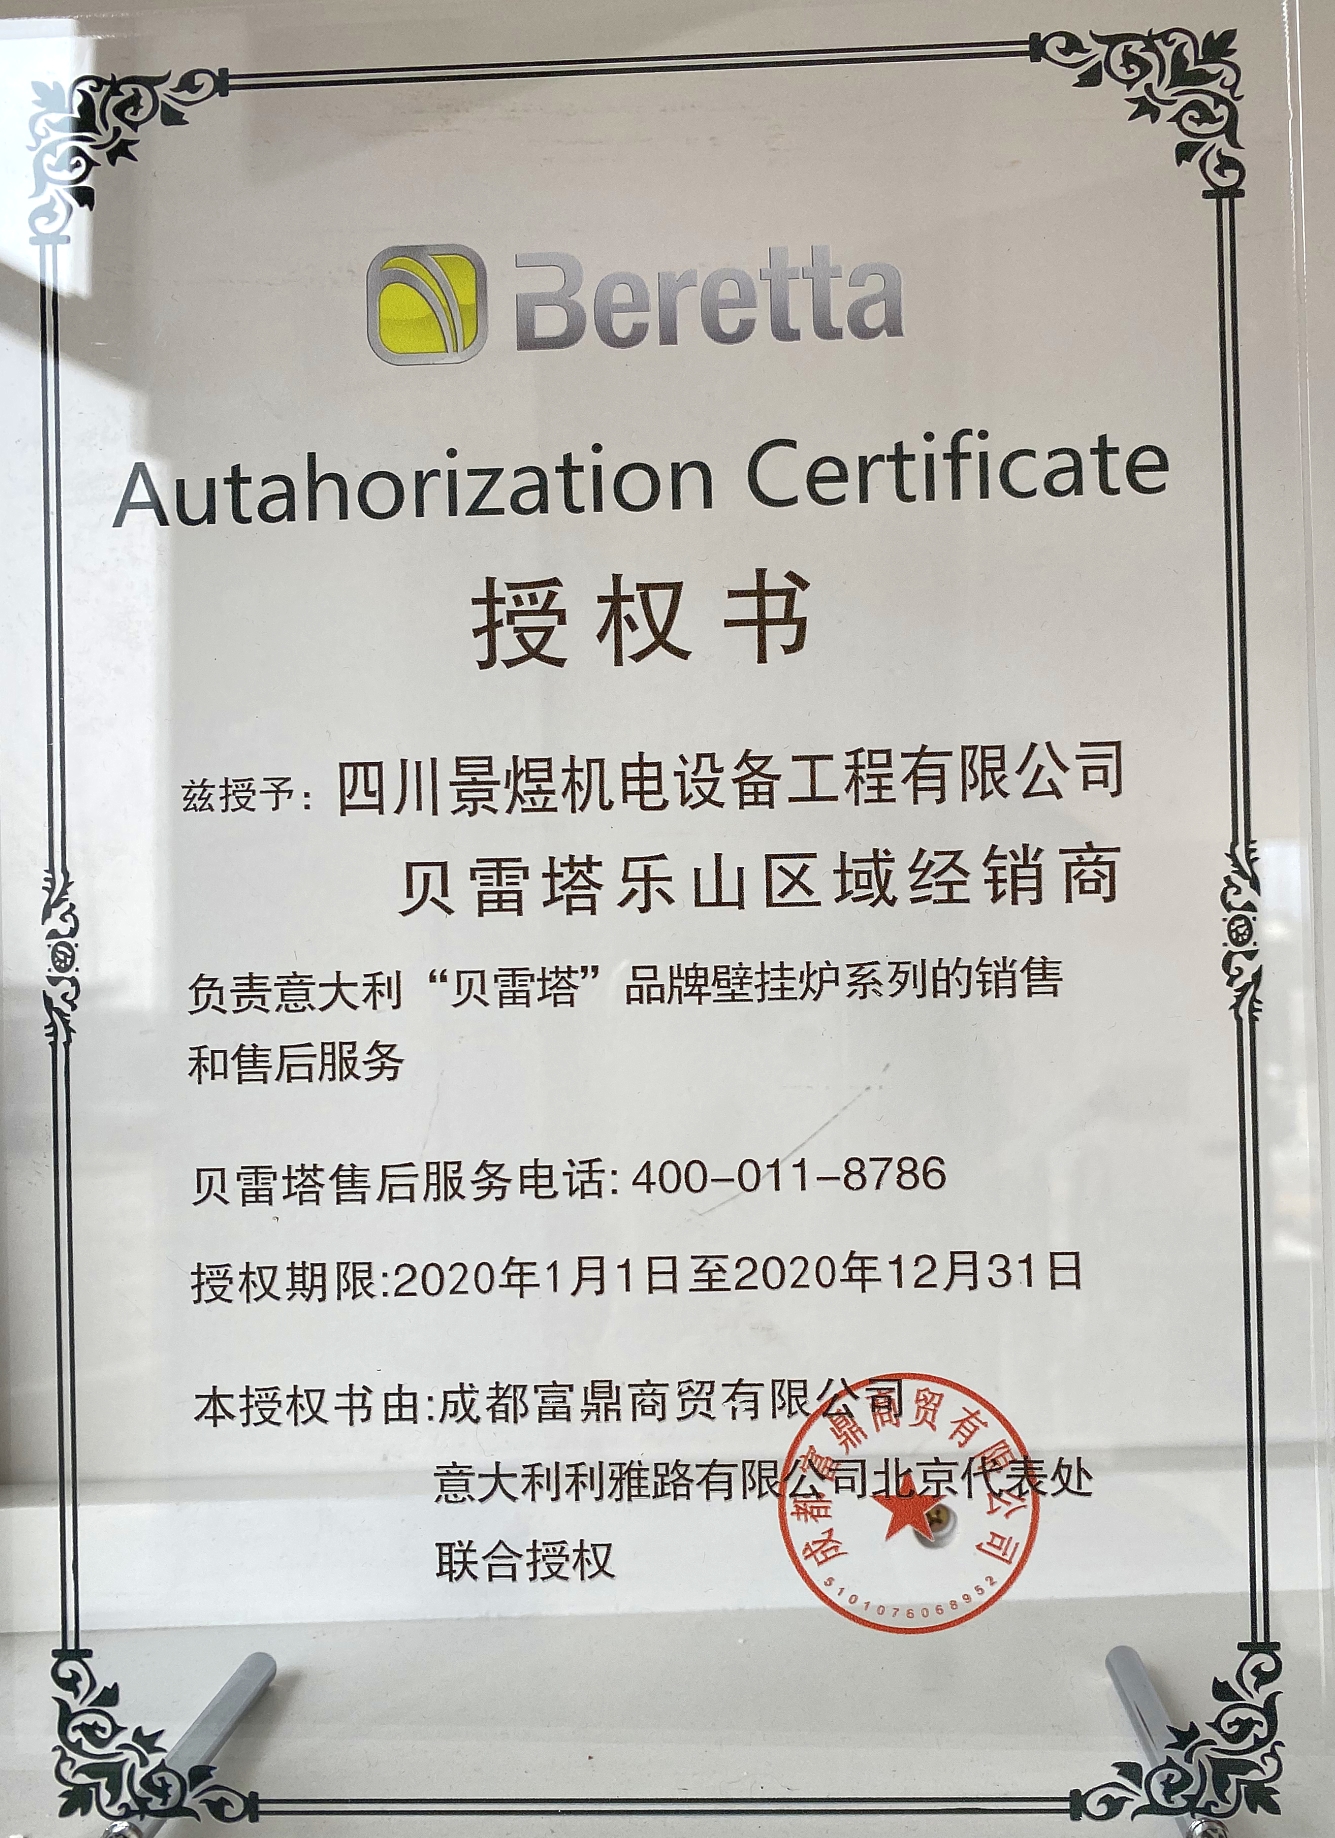 Beretta
Autahorization Certificate
授权书
兹授予：四川景煜机电设备工程有限公司
贝雷塔乐山区域经销商
负责意大利“贝雷塔”品牌壁挂炉系列的销售
和售后服务
贝雷塔售后服务电话:400-011-8786
授权期限:2020年1月1日至2020年12月31日
本授权书由:成都富鼎商贸有限公司
意大利利雅路有限公司北京代表处
联合授权
成都富鼎商贸有限公司
5101076068952